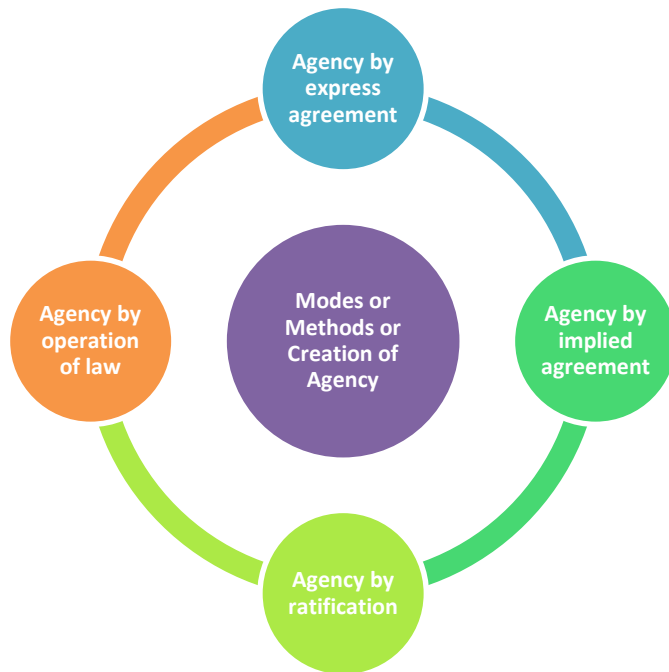 Agency by
express
agreement
Agency by
operation
of law
Modes or
Methods or
Creation of
Agency
Agency by
implied
agreement
Agency by
ratification